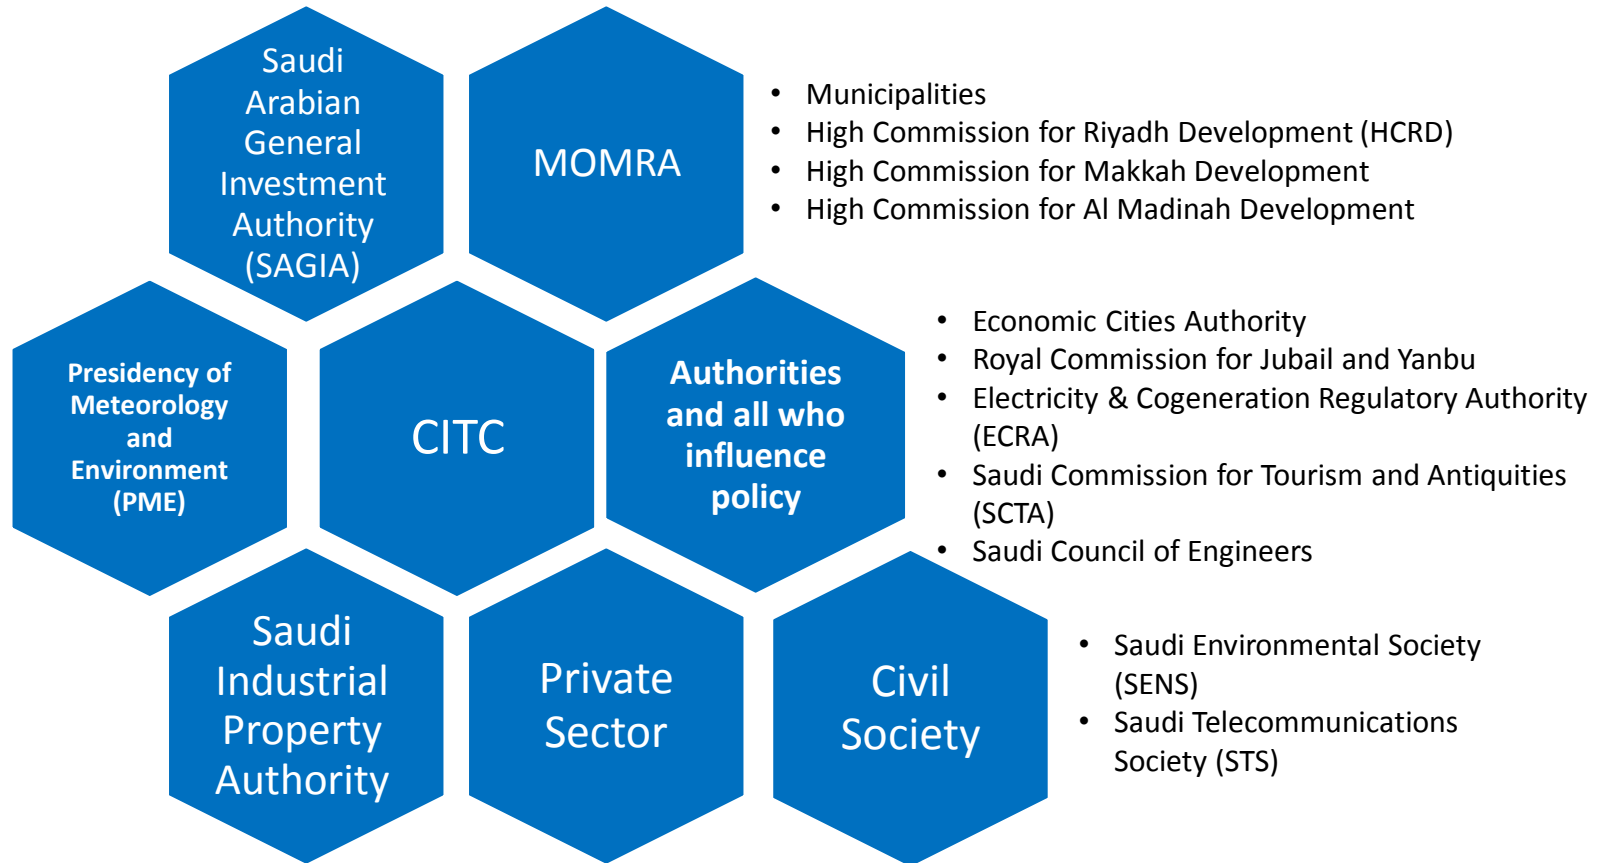 Saudi
Arabian
General
Investment
Authority
(SAGIA)
MOMRA
• Municipalities
• High Commission for Riyadh Development (HCRD)
• High Commission for Makkah Development
• High Commission for Al Madinah Development
Presidency of
Meteorology
and
Environment
(PME)
CITC
Authorities
and all who
influence
policy
• Economic Cities Authority
• Royal Commission for Jubail and Yanbu
• Electricity & Cogeneration Regulatory Authority
(ECRA)
• Saudi Commission for Tourism and Antiquities
(SCTA)
• Saudi Council of Engineers
Saudi
Industrial
Property
Authority
Private
Sector
Civil
Society
• Saudi Environmental Society
(SENS)
• Saudi Telecommunications
Society (STS)